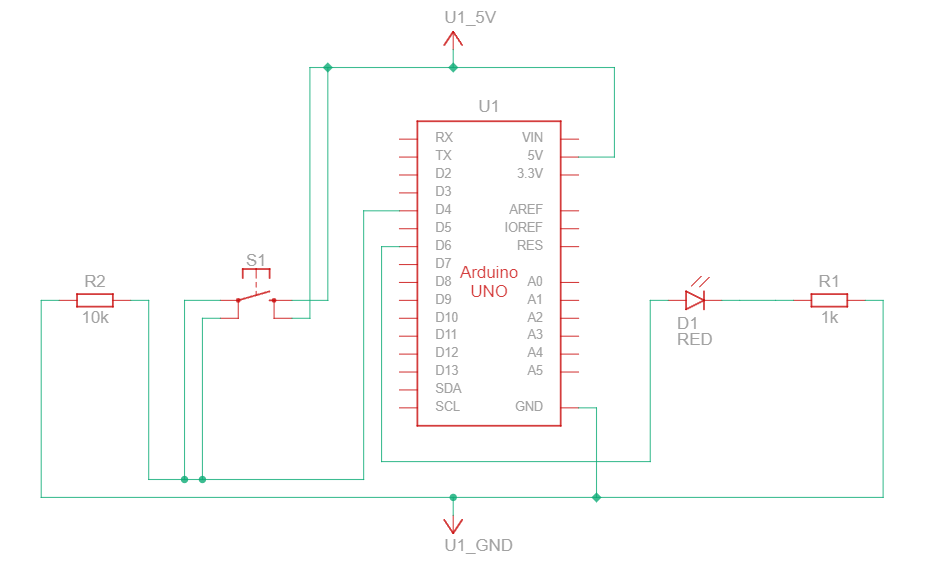 U1_5V
U1
RX
VIN
TX
5V
D2
3.3V
D3
D4
AREF
D5
IOREF
D6
RES
D7
Arduino
UNO
D8
A0
D9
A1
D10
A2
D11
A3
D12
A4
D13
A5
SDA
SCL
GND
S1
R2
10k
D1
RED
R1
1k
U1_GND